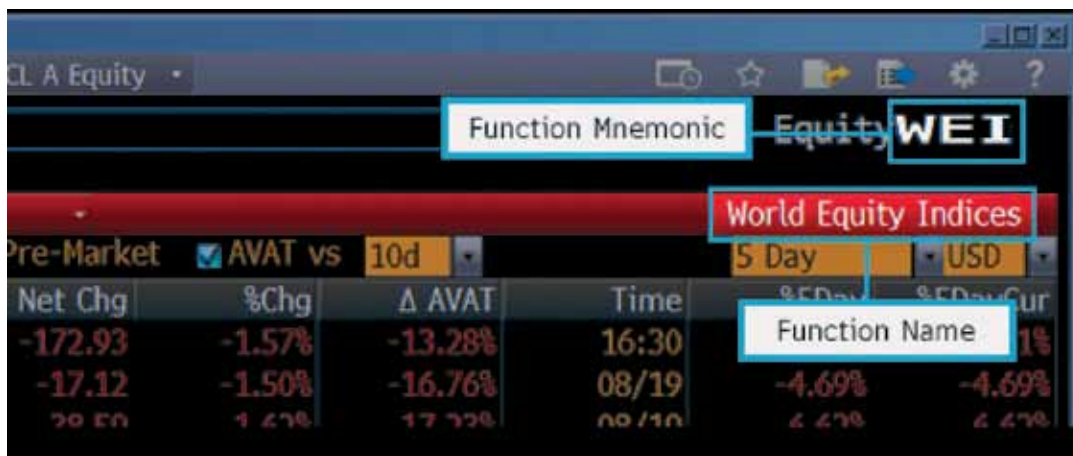 CL A Equity
?
Function Mnemonic Equity WEI
World Equity Indices
Pre-Market AVAT vs 10d 5 Day USD
Net Chg %Chg Δ AVAT Time
Function Name
-172.93 -1.57% -13.28% 16:30 1%
-17.12 -1.50% -16.76% 08/19 -4.69% -4.69%